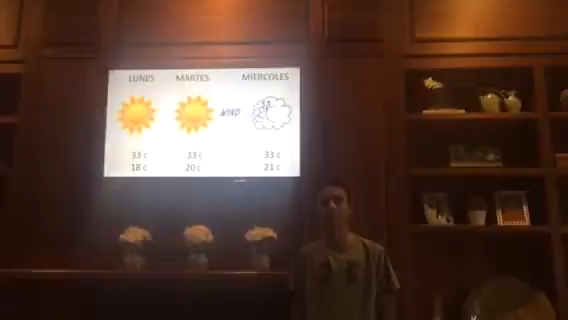 LUNES MARTES MIERCOLES
WIND
33 c 33 c 33 c
18 c 20 c 21 c